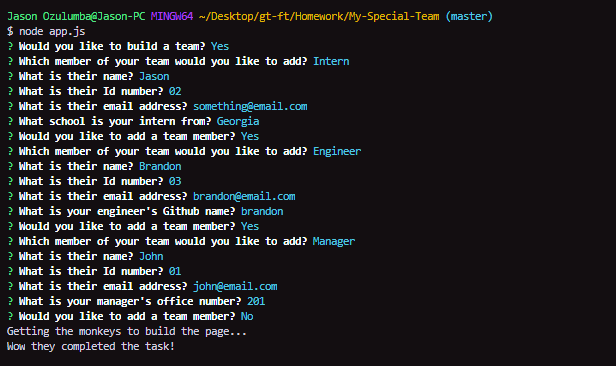 Jason Ozulumba@Jason-PC MINGW64 ~/Desktop/gt-ft/Homework/My-Special-Team (master)
$ node app.js
? Would you like to build a team? Yes
? Which member of your team would you like to add? Intern
? What is their name? Jason
? What is their Id number? 02
? What is their email address? something@email.com
? What school is your intern from? Georgia
? Would you like to add a team member? Yes
? Which member of your team would you like to add? Engineer
? What is their name? Brandon
? What is their Id number? 03
? What is their email address? brandon@email.com
? What is your engineer's Github name? brandon
? Would you like to add a team member? Yes
? Which member of your team would you like to add? Manager
? What is their name? John
? What is their Id number? 01
? What is their email address? john@email.com
? What is your manager's office number? 201
? Would you like to add a team member? No
Getting the monkeys to build the page...
Wow they completed the task!